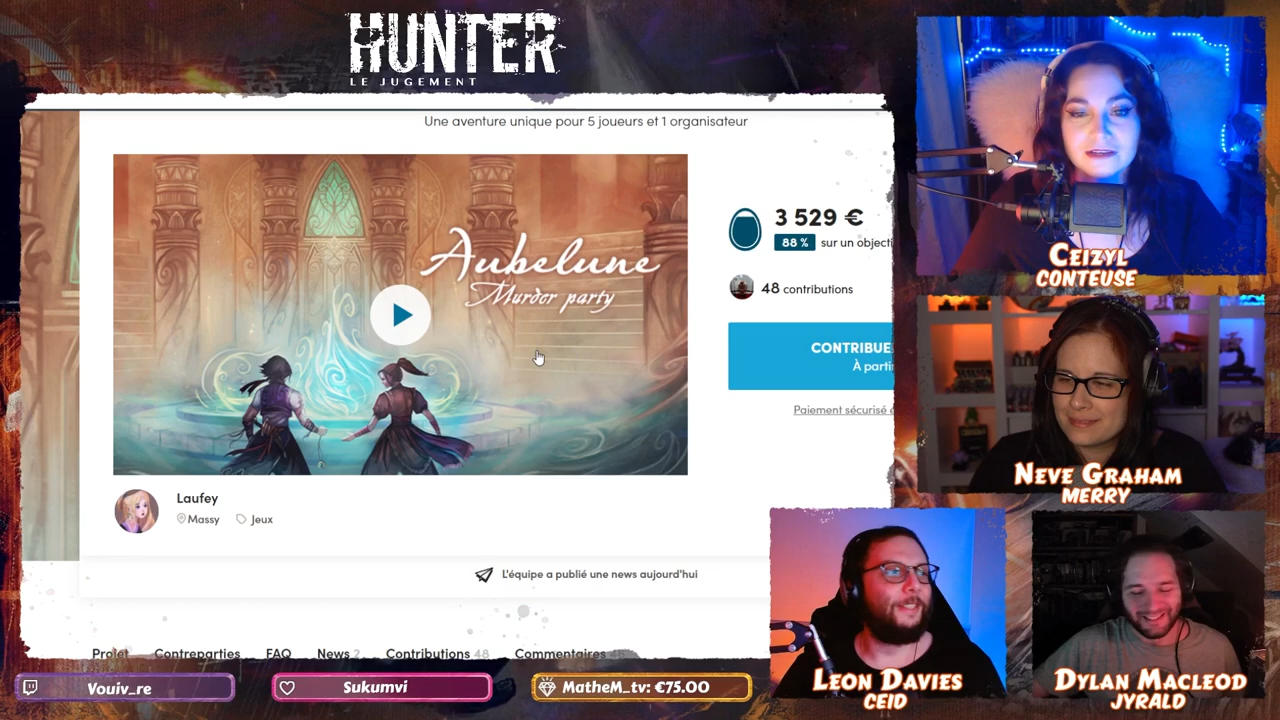 HUNTER
LE JUGEMENT
Une aventure unique pour 5 joueurs et 1 organisateur
Aubelune
Murder party
3 529 €
88 % sur un objecti
48 contributions
CONTRIBUE
À parti
Paiement sécurisé
Laufey
Massy Jeux
L'équipe a publié une news aujourd'hui
Projet Contreparties FAQ News 2 Contributions 48 Commentaires
CEIZYL
CONTEUSE
NEVE GRAHAM
MERRY
LEON DAVIES
CEID
DYLAN MACLEOD
JYRALD
Vouiv_re
Sukumvi
MatheM_tv: €75.00